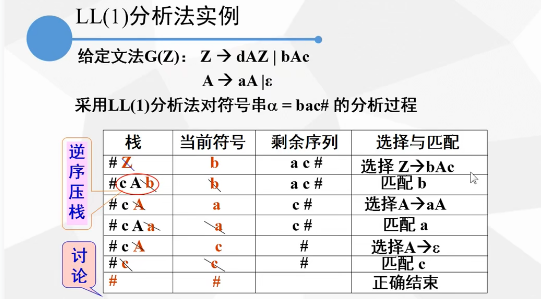 LL(1)分析法实例
给定文法G(Z): Z → dAZ | bAc
A → aA |ε
采用LL(1)分析法对符号串α = bac# 的分析过程
逆序压栈
讨论
栈 当前符号 剩余序列 选择与匹配
# Z b a c # 选择 Z→bAc
#c A b b a c # 匹配 b
# c A a c # 选择A→aA
# c A a a c # 匹配 a
# c A c # 选择A→ε
# c c # 匹配 c
# # 正确结束